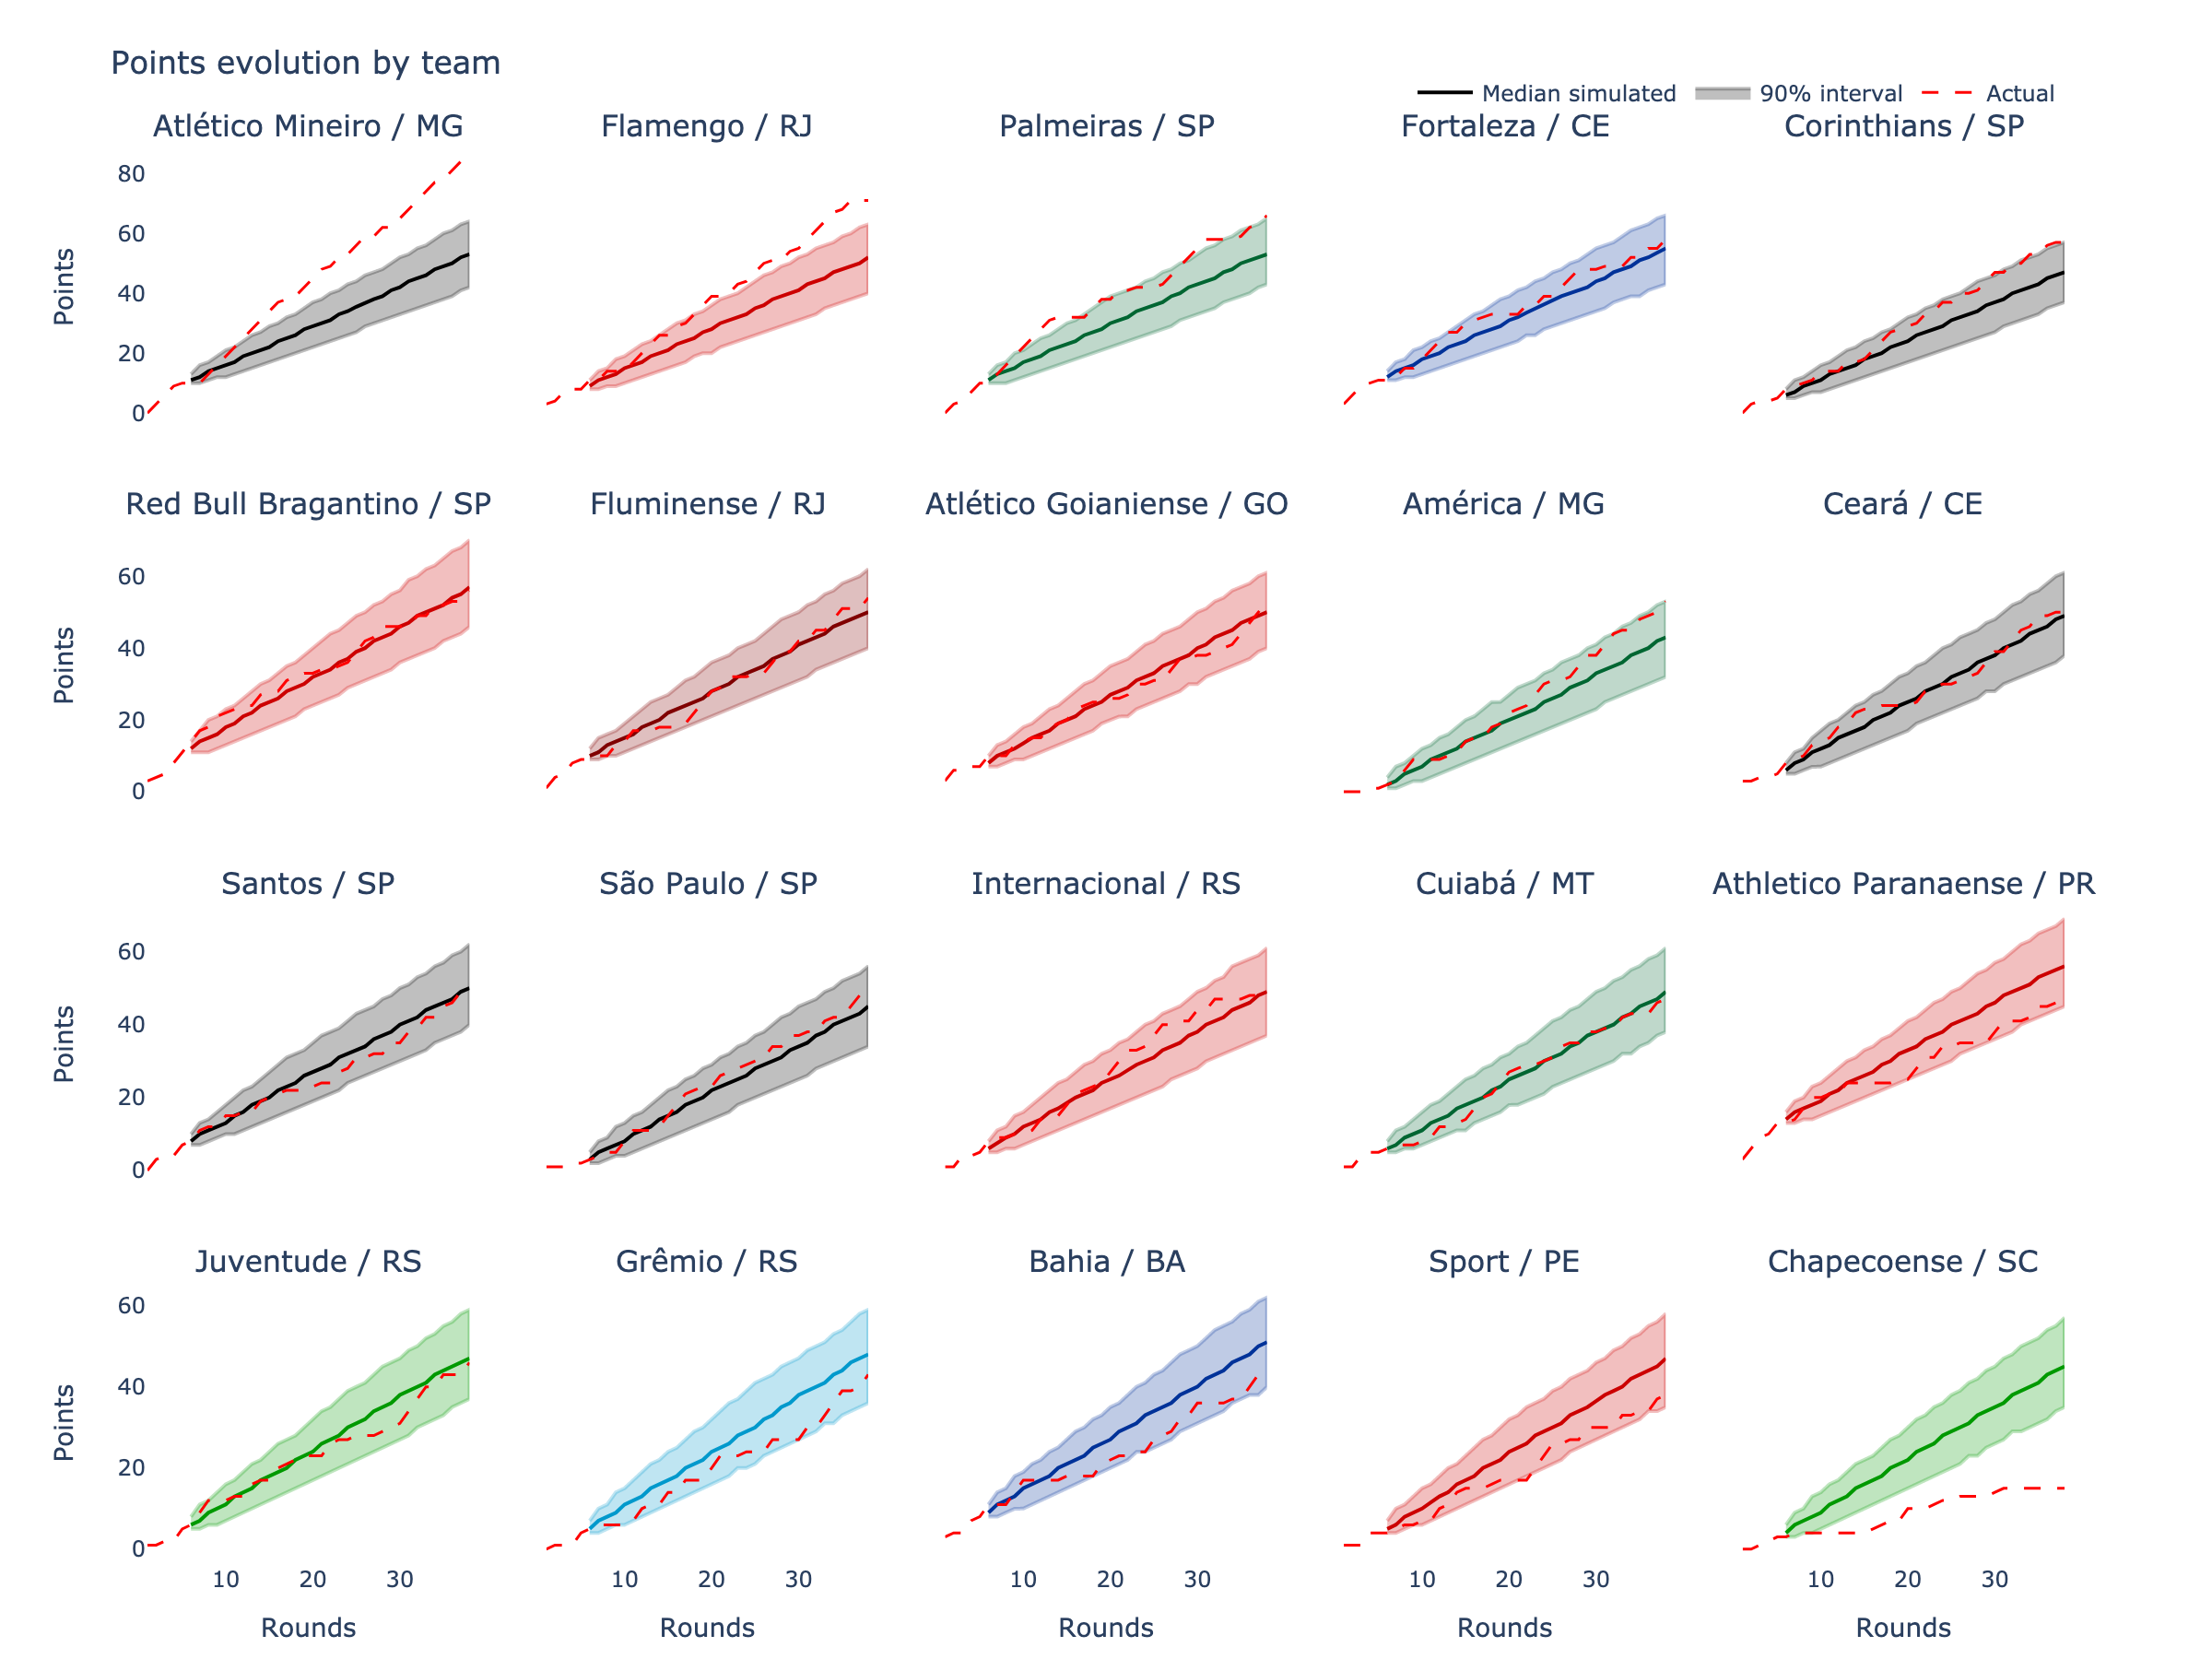 Points evolution by team
Median simulated 90% interval Actual
Atlético Mineiro / MG Flamengo / RJ Palmeiras / SP Fortaleza / CE Corinthians / SP
80
60
40
20
0
Points
Red Bull Bragantino / SP Fluminense / RJ Atlético Goianiense / GO América / MG Ceará / CE
60
40
20
0
Points
Santos / SP São Paulo / SP Internacional / RS Cuiabá / MT Athletico Paranaense / PR
60
40
20
0
Points
Juventude / RS Grêmio / RS Bahia / BA Sport / PE Chapecoense / SC
60
40
20
0
Points
10 20 30 10 20 30 10 20 30 10 20 30 10 20 30
Rounds Rounds Rounds Rounds Rounds